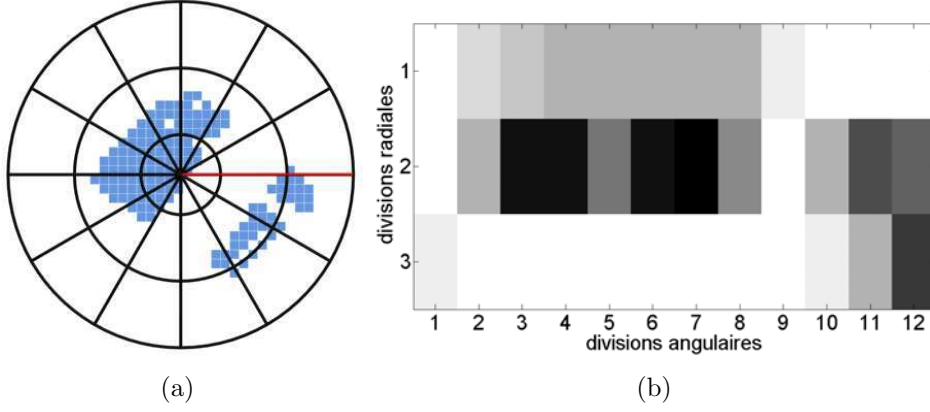 divisions radiales
1
2
3
1 2 3 4 5 6 7 8 9 10 11 12
divisions angulaires
(a) (b)